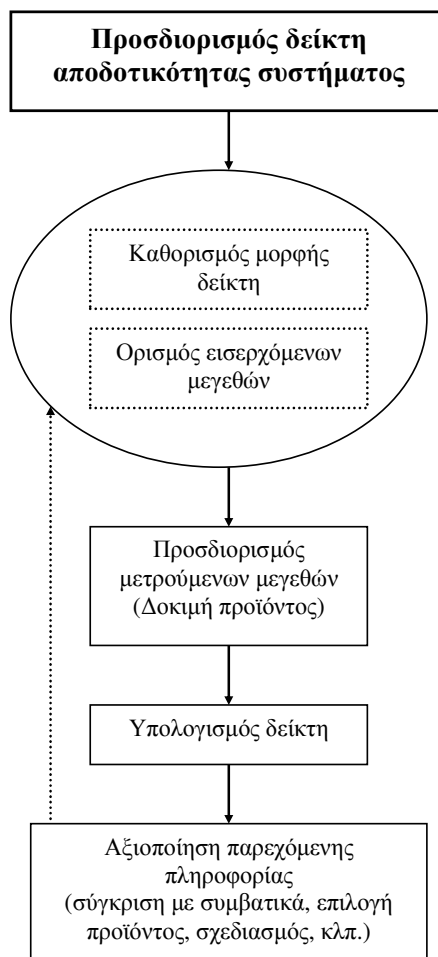 Προσδιορισμός δείκτη
αποδοτικότητας συστήματος
Καθορισμός μορφής
δείκτη
Ορισμός εισερχόμενων
μεγεθών
Προσδιορισμός
μετρούμενων μεγεθών
(Δοκιμή προϊόντος)
Υπολογισμός δείκτη
Αξιοποίηση παρεχόμενης
πληροφορίας
(σύγκριση με συμβατικά, επιλογή
προϊόντος, σχεδιασμός, κλπ.)